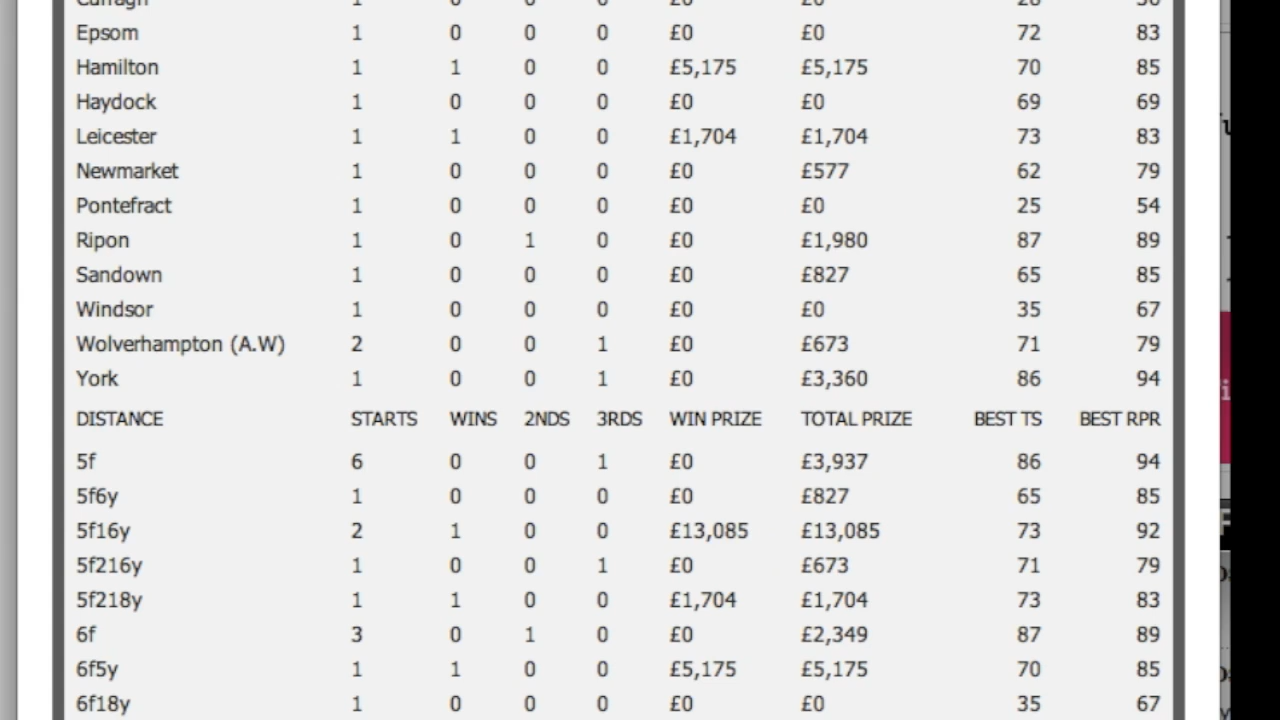 Curragh 1 0 0 0 £0 £0 28 56
Epsom 1 0 0 0 £0 £0 72 83
Hamilton 1 1 0 0 £5,175 £5,175 70 85
Haydock 1 0 0 0 £0 £0 69 69
Leicester 1 1 0 0 £1,704 £1,704 73 83
Newmarket 1 0 0 0 £0 £577 62 79
Pontefract 1 0 0 0 £0 £0 25 54
Ripon 1 0 1 0 £0 £1,980 87 89
Sandown 1 0 0 0 £0 £827 65 85
Windsor 1 0 0 0 £0 £0 35 67
Wolverhampton (A.W) 2 0 0 1 £0 £673 71 79
York 1 0 0 1 £0 £3,360 86 94
DISTANCE STARTS WINS 2NDS 3RDS WIN PRIZE TOTAL PRIZE BEST TS BEST RPR
5f 6 0 0 1 £0 £3,937 86 94
5f6y 1 0 0 0 £0 £827 65 85
5f16y 2 1 0 0 £13,085 £13,085 73 92
5f216y 1 0 0 1 £0 £673 71 79
5f218y 1 1 0 0 £1,704 £1,704 73 83
6f 3 0 1 0 £0 £2,349 87 89
6f5y 1 1 0 0 £5,175 £5,175 70 85
6f18y 1 0 0 0 £0 £0 35 67